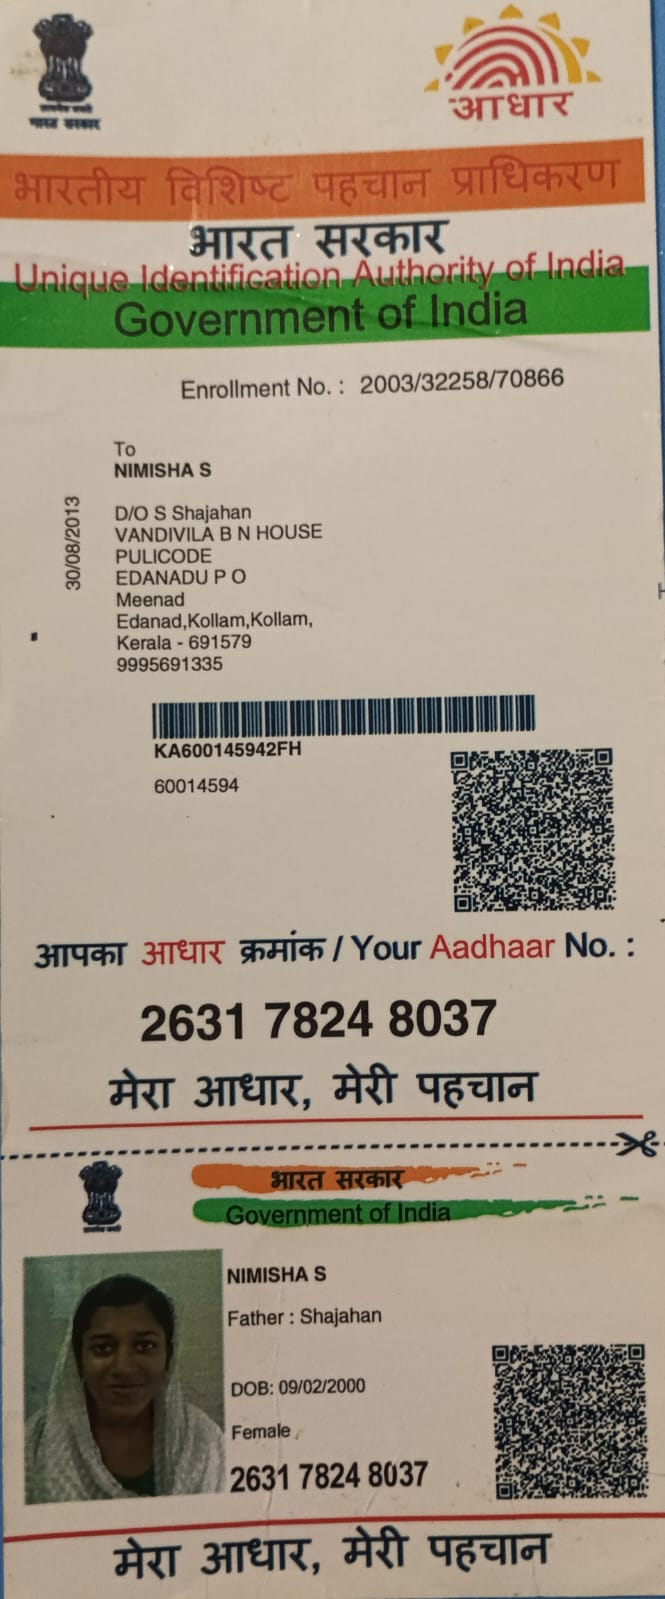 भारत सरकार
आधार
भारतीय विशिष्ट पहचान प्राधिकरण
भारत सरकार
Unique Identification Authority of India
Government of India
Enrollment No. : 2003/32258/70866
To
NIMISHA S
D/O S Shajahan
VANDIVILA B N HOUSE
PULICODE
EDANADU P O
Meenad
Edanad,Kollam,Kollam,
Kerala - 691579
9995691335
30/08/2013
KA600145942FH
60014594
आपका आधार क्रमांक / Your Aadhaar No. :
2631 7824 8037
मेरा आधार, मेरी पहचान
भारत सरकार
Government of India
NIMISHA S
Father : Shajahan
DOB: 09/02/2000
Female
2631 7824 8037
मेरा आधार, मेरी पहचान